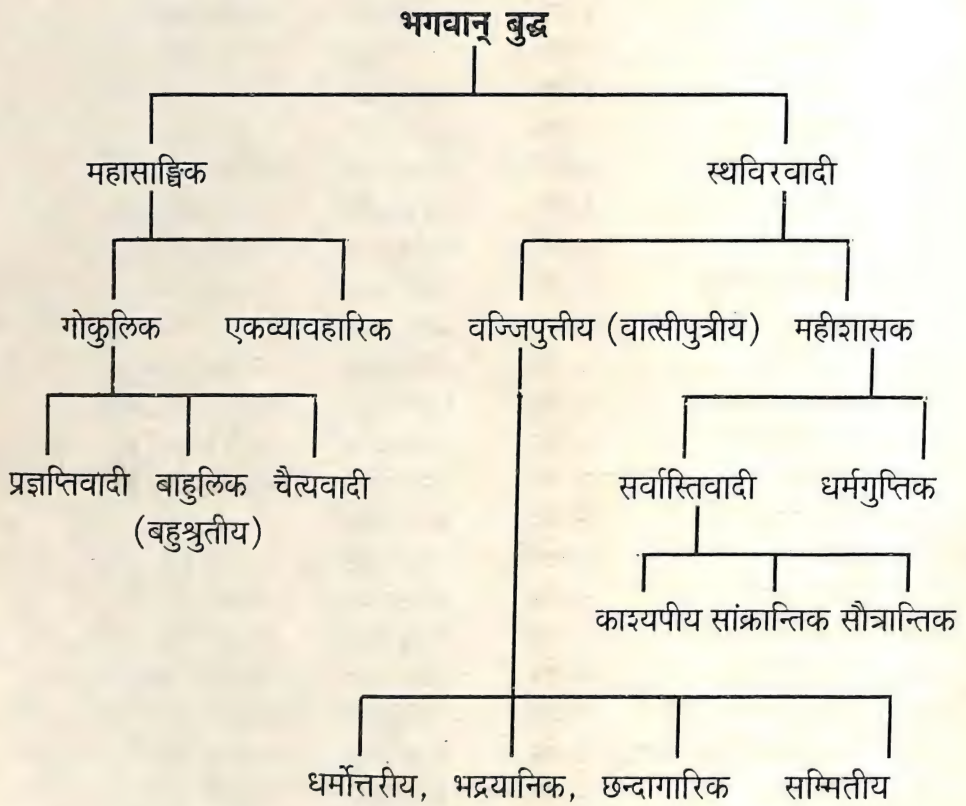 भगवान् बुद्ध
महासाङ्घिक स्थविरवादी
गोकुलिक एकव्यावहारिक वज्जिपुत्तीय (वात्सीपुत्रीय) महीशासक
प्रज्ञप्तिवादी बाहुलिक चैत्यवादी सर्वास्तिवादी धर्मगुप्तिक
(बहुश्रुतीय)
काश्यपीय सांक्रान्तिक सौत्रान्तिक
धर्मोत्तरीय, भद्रयानिक, छन्दागारिक सम्मितीय